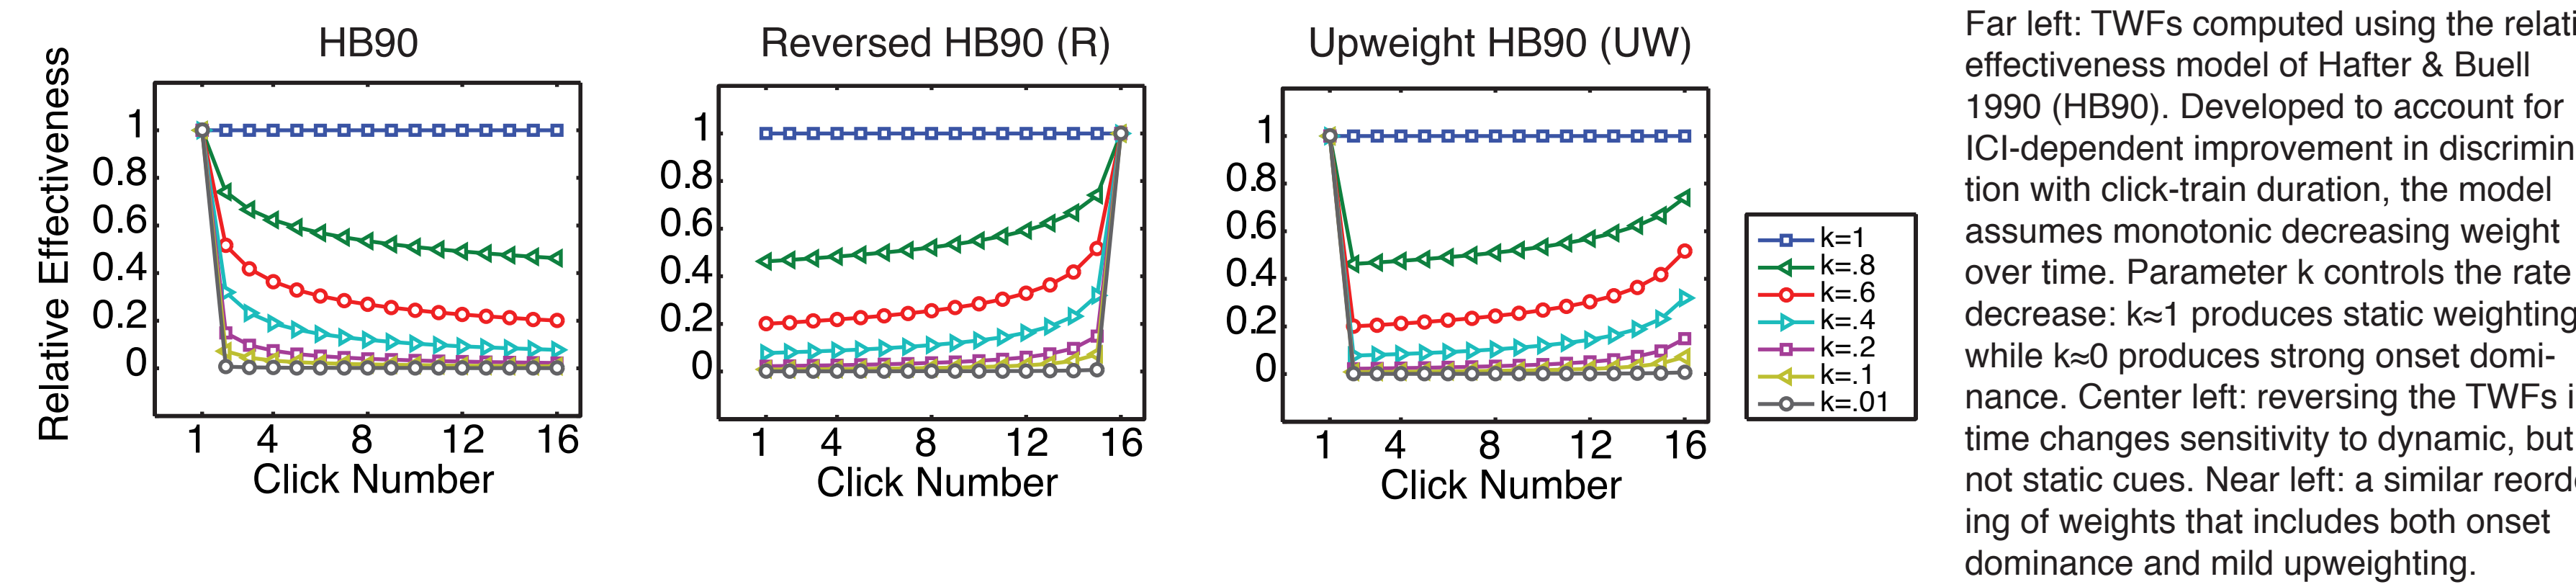 HB90
Relative Effectiveness
1
0.8
0.6
0.4
0.2
0
1 4 8 12 16
Click Number
Reversed HB90 (R)
1
0.8
0.6
0.4
0.2
0
1 4 8 12 16
Click Number
Upweight HB90 (UW)
1
0.8
0.6
0.4
0.2
0
1 4 8 12 16
Click Number
k=1
k=.8
k=.6
k=.4
k=.2
k=.1
k=.01
Far left: TWFs computed using the relati
effectiveness model of Hafter & Buell
1990 (HB90). Developed to account for
ICI-dependent improvement in discrimin
tion with click-train duration, the model
assumes monotonic decreasing weight
over time. Parameter k controls the rate
decrease: k≈1 produces static weighting
while k≈0 produces strong onset domi-
nance. Center left: reversing the TWFs i
time changes sensitivity to dynamic, but
not static cues. Near left: a similar reord
ing of weights that includes both onset
dominance and mild upweighting.